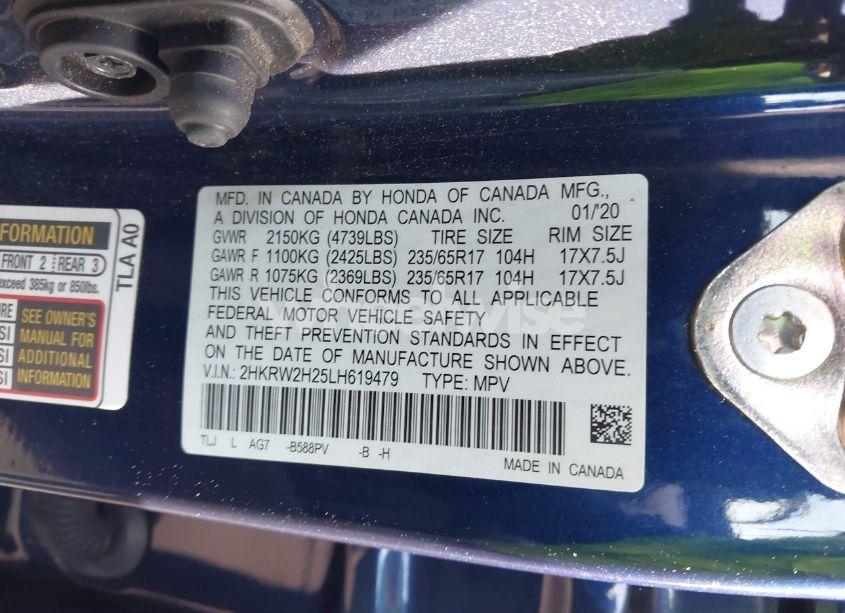 MFD. IN CANADA BY HONDA OF CANADA MFG.,
A DIVISION OF HONDA CANADA INC. 01/'20
GVWR 2150KG (4739LBS) TIRE SIZE RIM SIZE
GAWR F 1100KG (2425LBS) 235/65R17 104H 17X7.5J
GAWR R 1075KG (2369LBS) 235/65R17 104H 17X7.5J
THIS VEHICLE CONFORMS TO ALL APPLICABLE
FEDERAL MOTOR VEHICLE SAFETY
AND THEFT PREVENTION STANDARDS IN EFFECT
ON THE DATE OF MANUFACTURE SHOWN ABOVE.
V.I.N.: 2HKRW2H25LH619479 TYPE: MPV
TLJ L AG7 -B588PV -B -H
MADE IN CANADA
FORMATION
FRONT 2 REAR 3
exceed 385kg or 850lbs.
SEE OWNER'S
MANUAL FOR
ADDITIONAL
INFORMATION
TLA A0